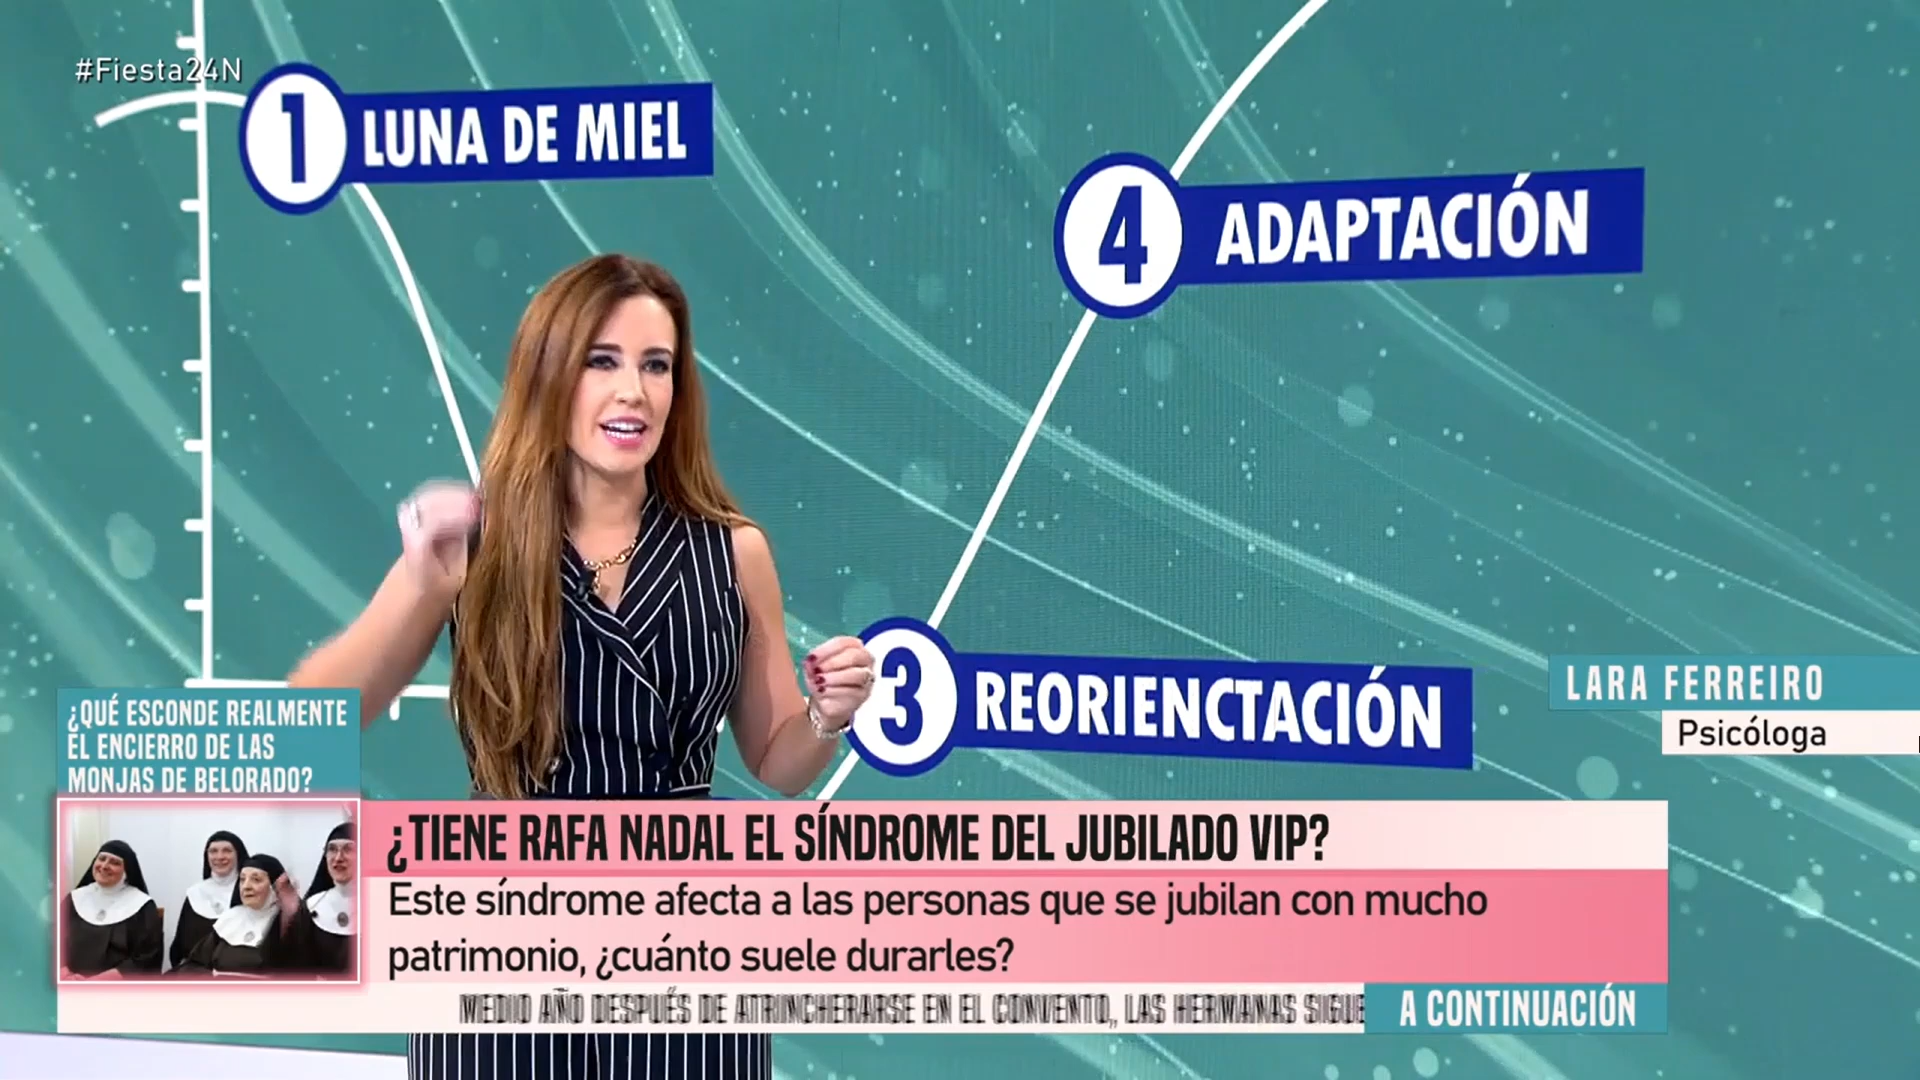 #Fiesta24N
1 LUNA DE MIEL
4 ADAPTACIÓN
3 REORIENCTACIÓN
LARA FERREIRO
Psicóloga
¿QUÉ ESCONDE REALMENTE
EL ENCIERRO DE LAS
MONJAS DE BELORADO?
¿TIENE RAFA NADAL EL SÍNDROME DEL JUBILADO VIP?
Este síndrome afecta a las personas que se jubilan con mucho
patrimonio, ¿cuánto suele durarles?
MEDIO AÑO DESPUÉS DE ATRINCHERARSE EN EL CONVENTO, LAS HERMANAS SIGUE
A CONTINUACIÓN